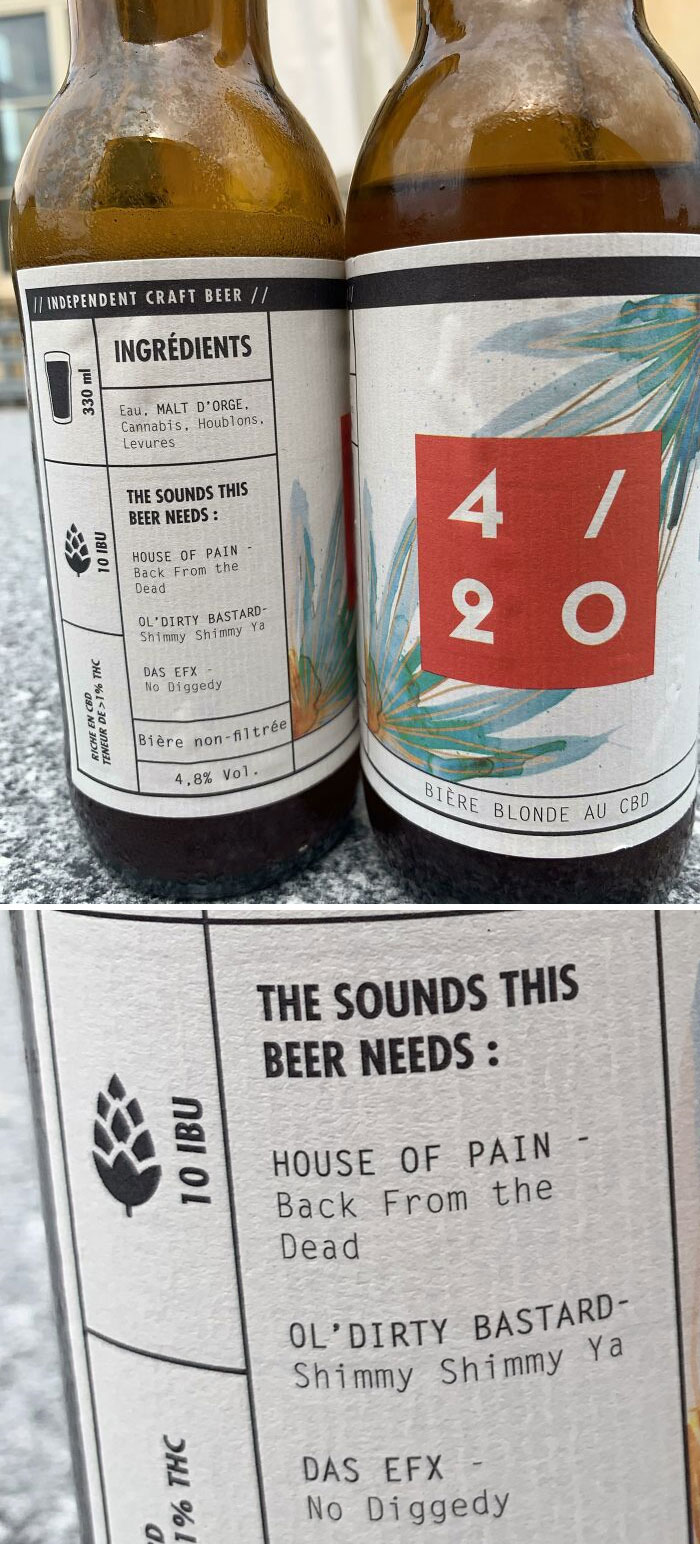 // INDEPENDENT CRAFT BEER //
330 ml
INGRÉDIENTS
Eau, MALT D'ORGE,
Cannabis, Houblons,
Levures
10 IBU
THE SOUNDS THIS
BEER NEEDS :
HOUSE OF PAIN -
Back From the
Dead
OL'DIRTY BASTARD-
Shimmy Shimmy Ya
DAS EFX -
No Diggedy
RICHE EN CBD
TENEUR DE >1% THC
Bière non-filtrée
4.8% Vol.
4 /
20
BIÈRE BLONDE AU CBD
THE SOUNDS THIS
BEER NEEDS :
10 IBU
HOUSE OF PAIN -
Back From the
Dead
OL'DIRTY BASTARD-
Shimmy Shimmy Ya
DAS EFX -
No Diggedy
D
1% THC